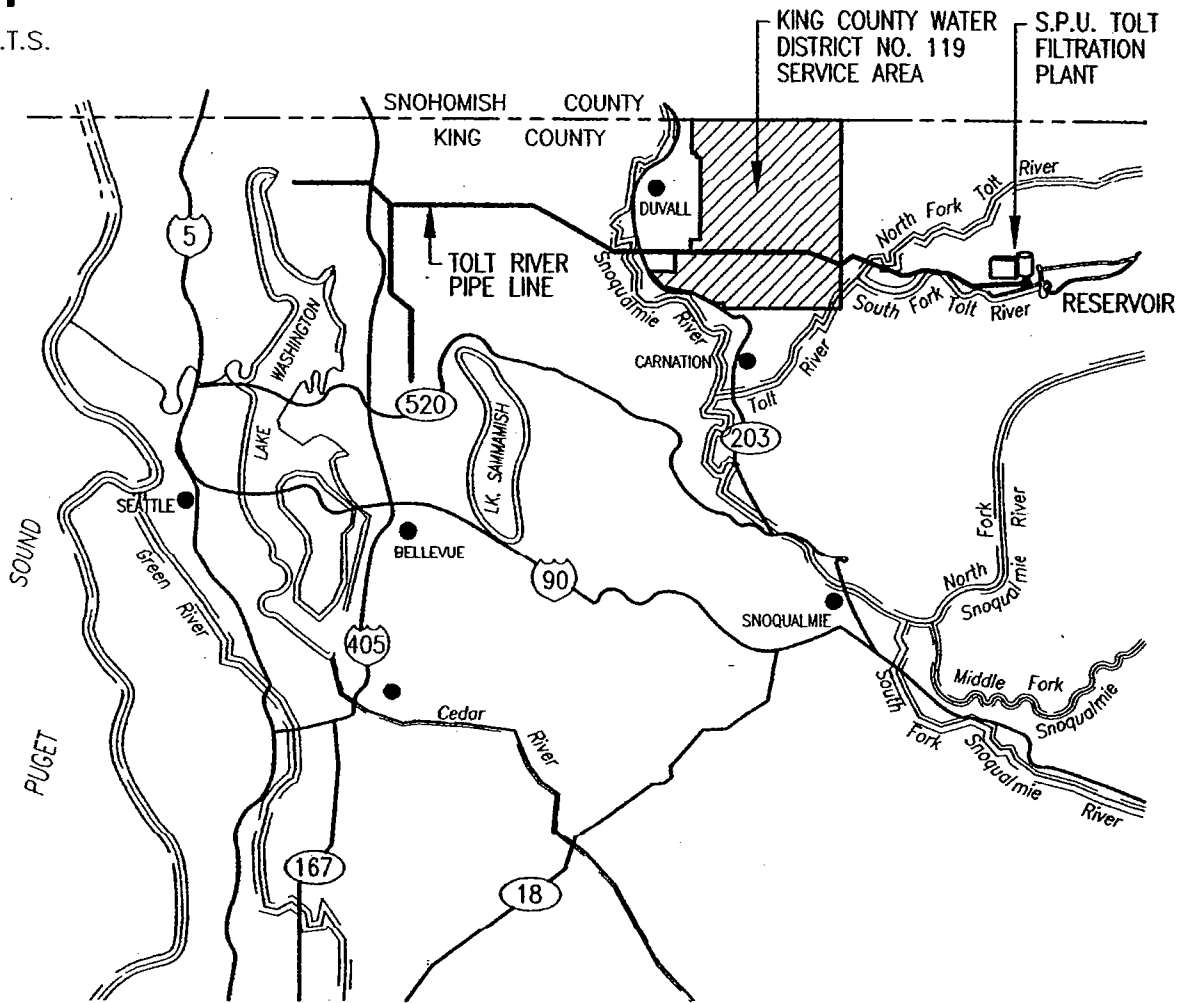 .T.S.
KING COUNTY WATER
DISTRICT NO. 119
SERVICE AREA
S.P.U. TOLT
FILTRATION
PLANT
SNOHOMISH COUNTY
KING COUNTY
DUVALL
North Fork Tolt River
5
TOLT RIVER
PIPE LINE
Snoqualmie River
South Fork Tolt River
RESERVOIR
LAKE WASHINGTON
CARNATION
Tolt River
520
LK. SAMMAMISH
203
SEATTLE
BELLEVUE
Green River
90
North Fork
Snoqualmie River
SNOQUALMIE
405
Middle Fork
Snoqualmie
South Fork
Snoqualmie River
Cedar River
PUGET SOUND
167
18